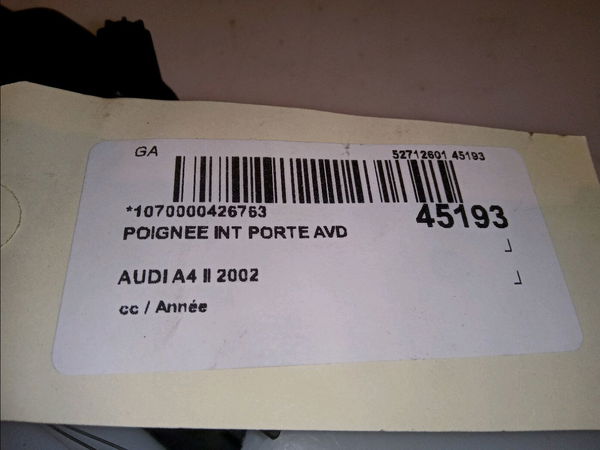 GA
52712601 45193
*1070000426763
45193
POIGNEE INT PORTE AVD
AUDI A4 II 2002
cc / Année